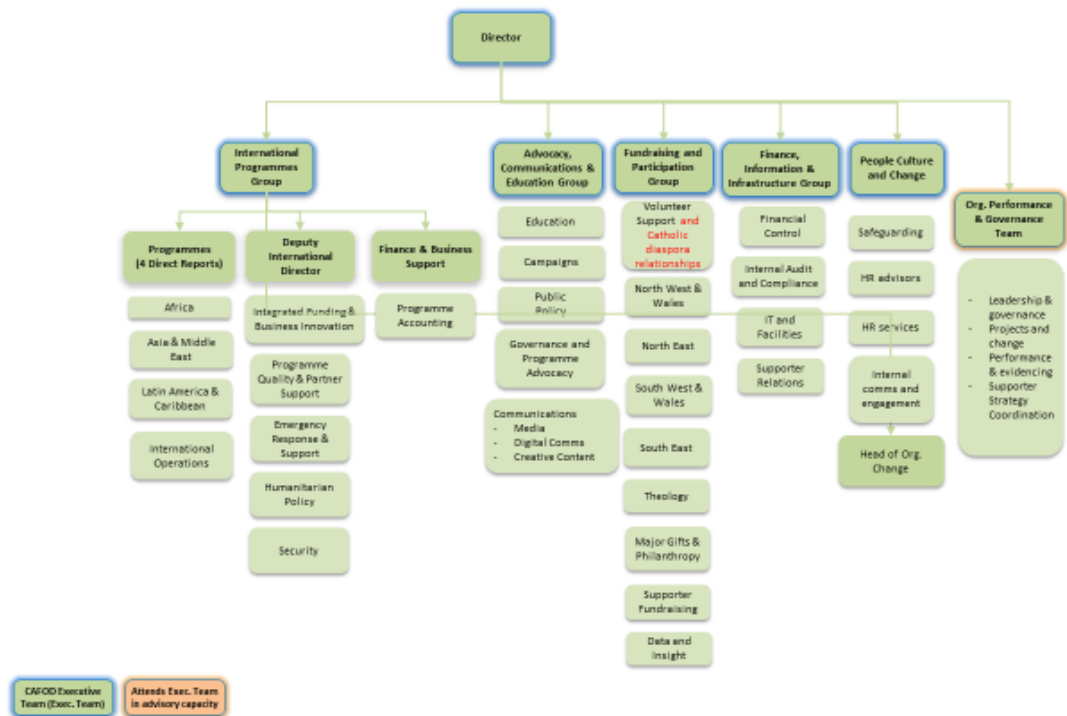 Director
International
Programmes
Group
Advocacy,
Communications &
Education Group
Fundraising and
Participation
Group
Finance,
Information &
Infrastructure Group
People Culture
and Change
Org. Performance
& Governance
Team
Programmes
(4 Direct Reports)
Africa
Asia & Middle
East
Latin America &
Caribbean
International
Operations
Deputy
International
Director
Integrated Funding &
Business Innovation
Programme
Quality & Partner
Support
Emergency
Response &
Support
Humanitarian
Policy
Security
Finance & Business
Support
Programme
Accounting
Education
Campaigns
Public
Policy
Governance and
Programme
Advocacy
Communications
- Media
- Digital Comms
- Creative Content
Volunteer
Support and
Catholic
diaspora
relationships
North West &
Wales
North East
South West &
Wales
South East
Theology
Major Gifts &
Philanthropy
Supporter
Fundraising
Data and
Insight
Financial
Control
Internal Audit
and Compliance
IT and
Facilities
Supporter
Relations
Safeguarding
HR advisors
HR services
Internal
comms and
engagement
Head of Org.
Change
- Leadership &
governance
- Projects and
change
- Performance
& evidencing
- Supporter
Strategy
Coordination
CAFOD Executive
Team (Exec. Team)
Attends Exec. Team
in advisory capacity